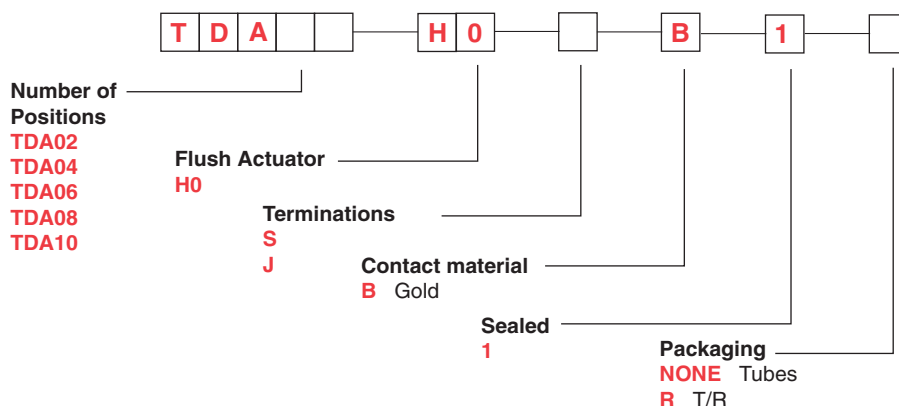 T D A H 0 B 1
Number of
Positions
TDA02
TDA04
TDA06
TDA08
TDA10
Flush Actuator
H0
Terminations
S
J
Contact material
B Gold
Sealed
1
Packaging
NONE Tubes
R T/R